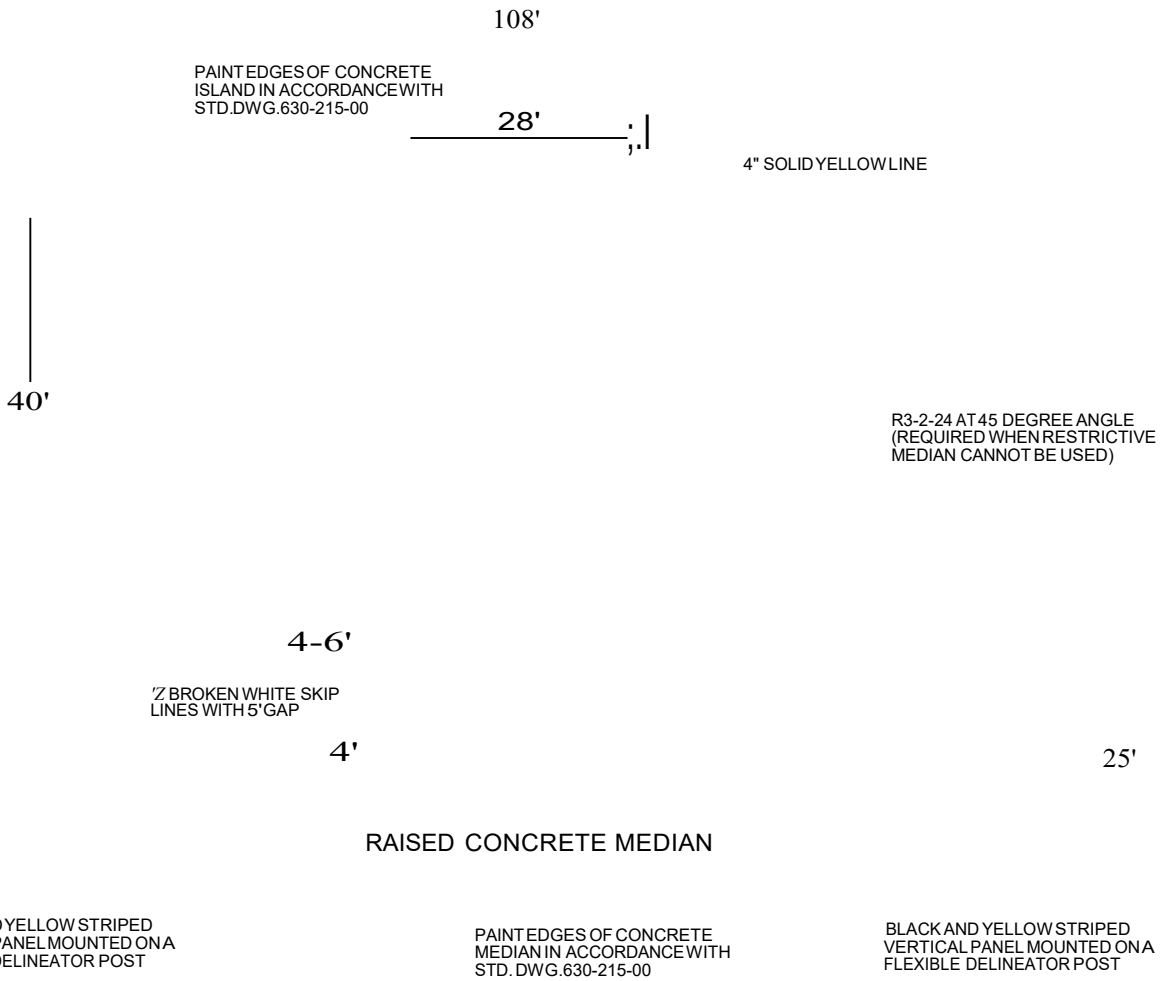 108'
PAINT EDGES OF CONCRETE
ISLAND IN ACCORDANCE WITH
STD.DWG.630-215-00
28'
;.l
4" SOLID YELLOW LINE
40'
R3-2-24 AT 45 DEGREE ANGLE
(REQUIRED WHEN RESTRICTIVE
MEDIAN CANNOT BE USED)
4-6'
'Z BROKEN WHITE SKIP
LINES WITH 5' GAP
4'
25'
RAISED CONCRETE MEDIAN
YELLOW STRIPED
PANEL MOUNTED ON A
DELINEATOR POST
PAINT EDGES OF CONCRETE
MEDIAN IN ACCORDANCE WITH
STD. DWG.630-215-00
BLACK AND YELLOW STRIPED
VERTICAL PANEL MOUNTED ON A
FLEXIBLE DELINEATOR POST